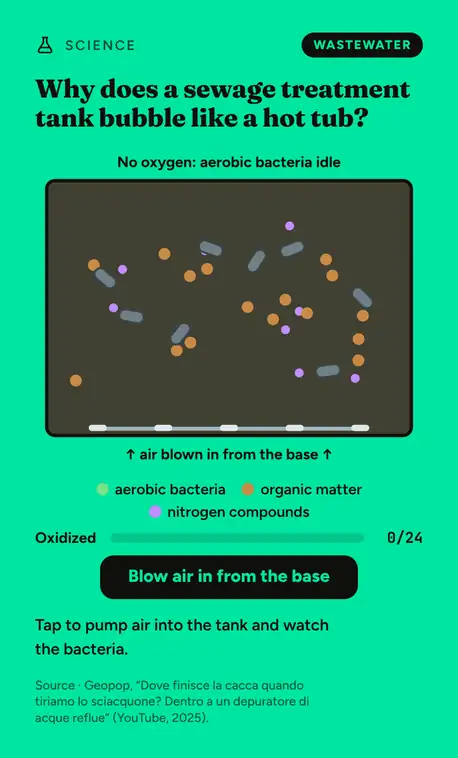 SCIENCE
WASTEWATER
Why does a sewage treatment
tank bubble like a hot tub?
No oxygen: aerobic bacteria idle
↑ air blown in from the base ↑
aerobic bacteria
organic matter
nitrogen compounds
Oxidized
0/24
Blow air in from the base
Tap to pump air into the tank and watch
the bacteria.
Source · Geopop, “Dove finisce la cacca quando
tiriamo lo sciacquone? Dentro a un depuratore di
acque reflue” (YouTube, 2025).